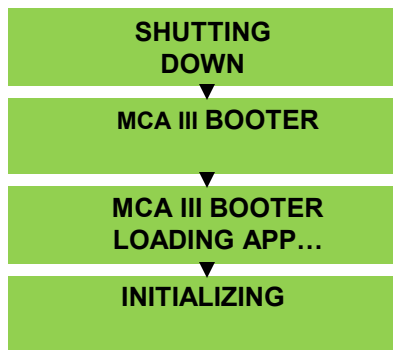 SHUTTING
DOWN
MCA III BOOTER
MCA III BOOTER
LOADING APP...
INITIALIZING